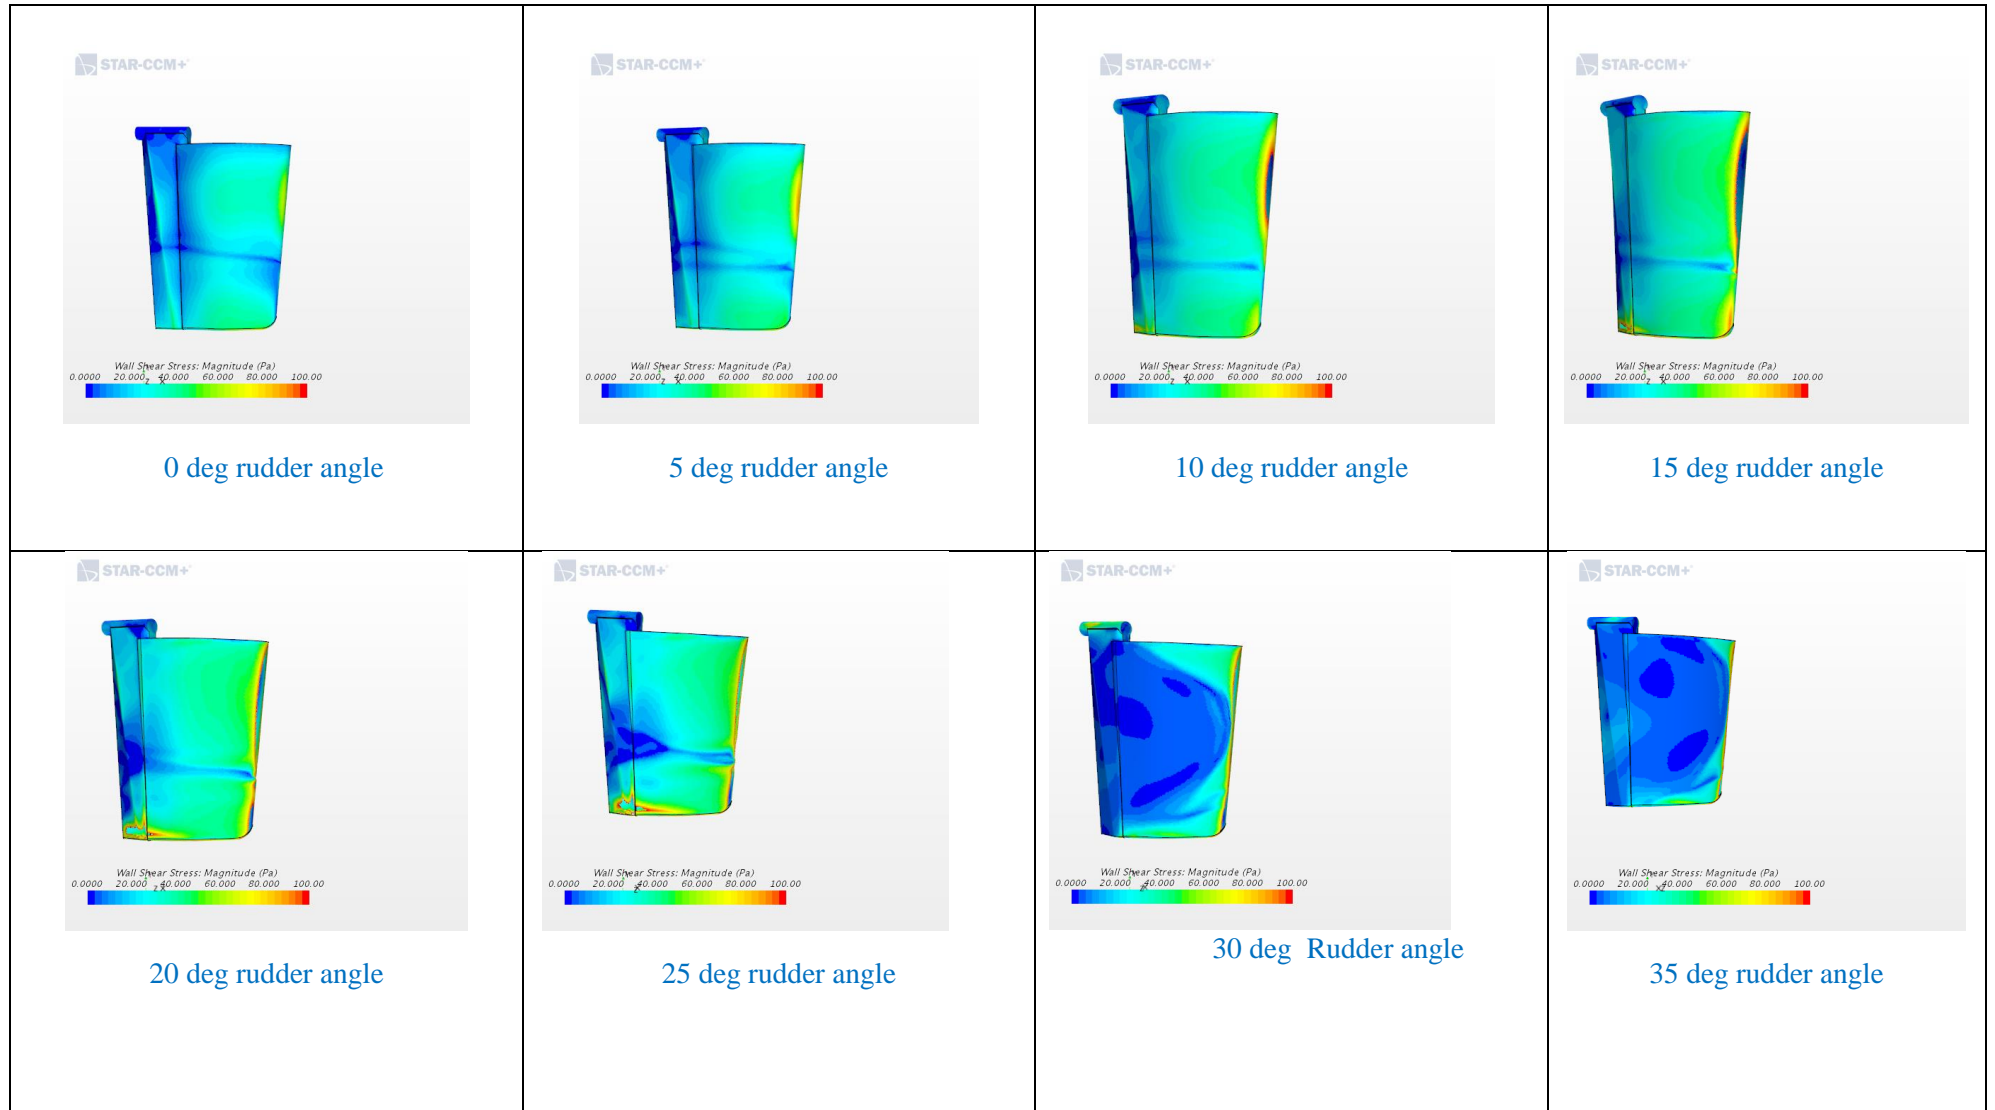 STAR-CCM+
Wall Shear Stress: Magnitude (Pa)
0.0000 20.000 40.000 60.000 80.000 100.00
z x
0 deg rudder angle
STAR-CCM+
Wall Shear Stress: Magnitude (Pa)
0.0000 20.000 40.000 60.000 80.000 100.00
z x
5 deg rudder angle
STAR-CCM+
Wall Shear Stress: Magnitude (Pa)
0.0000 20.000 40.000 60.000 80.000 100.00
z x
10 deg rudder angle
STAR-CCM+
Wall Shear Stress: Magnitude (Pa)
0.0000 20.000 40.000 60.000 80.000 100.00
z x
15 deg rudder angle
STAR-CCM+
Wall Shear Stress: Magnitude (Pa)
0.0000 20.000 40.000 60.000 80.000 100.00
z x
20 deg rudder angle
STAR-CCM+
Wall Shear Stress: Magnitude (Pa)
0.0000 20.000 40.000 60.000 80.000 100.00
25 deg rudder angle
STAR-CCM+
Wall Shear Stress: Magnitude (Pa)
0.0000 20.000 40.000 60.000 80.000 100.00
30 deg  Rudder angle
STAR-CCM+
Wall Shear Stress: Magnitude (Pa)
0.0000 20.000 40.000 60.000 80.000 100.00
xz
35 deg rudder angle